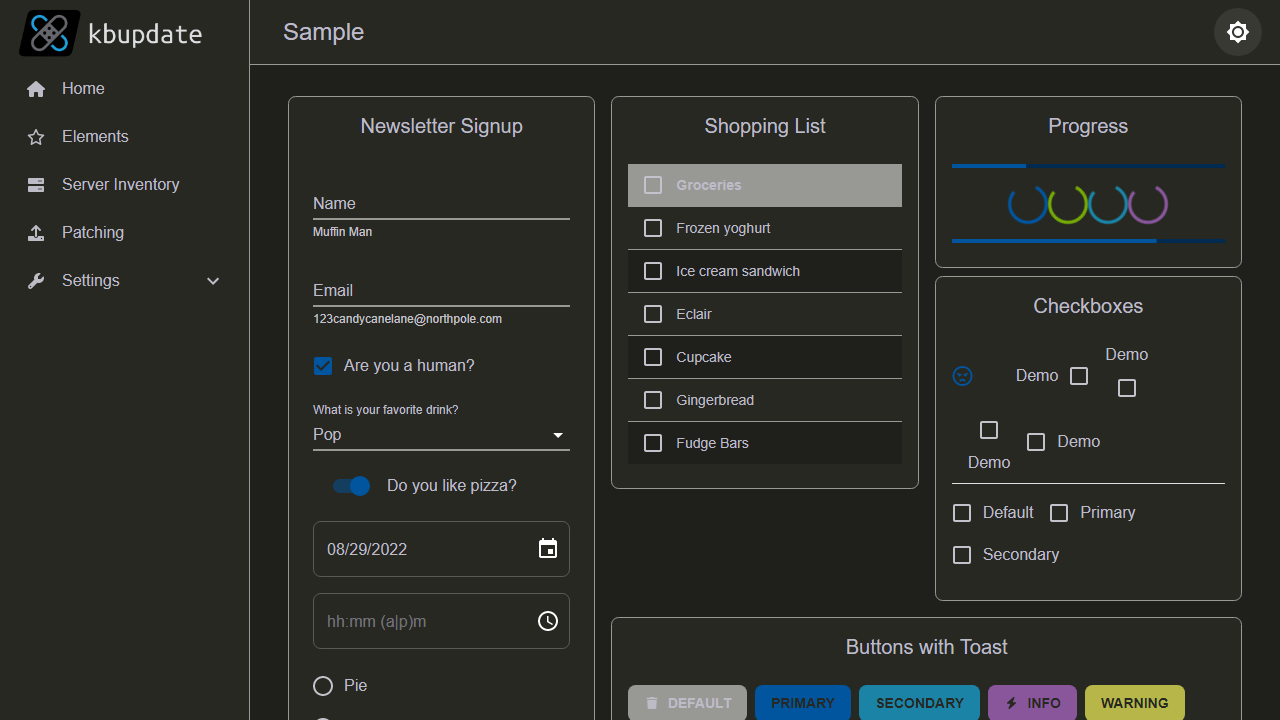 kbupdate
Home
Elements
Server Inventory
Patching
Settings
Sample
Newsletter Signup
Name
Muffin Man
Email
123candycanelane@northpole.com
Are you a human?
What is your favorite drink?
Pop
Do you like pizza?
08/29/2022
hh:mm (a|p)m
Pie
Shopping List
Groceries
Frozen yoghurt
Ice cream sandwich
Eclair
Cupcake
Gingerbread
Fudge Bars
Progress
Checkboxes
Demo
Demo
Demo
Demo
Default
Primary
Secondary
Buttons with Toast
DEFAULT
PRIMARY
SECONDARY
INFO
WARNING